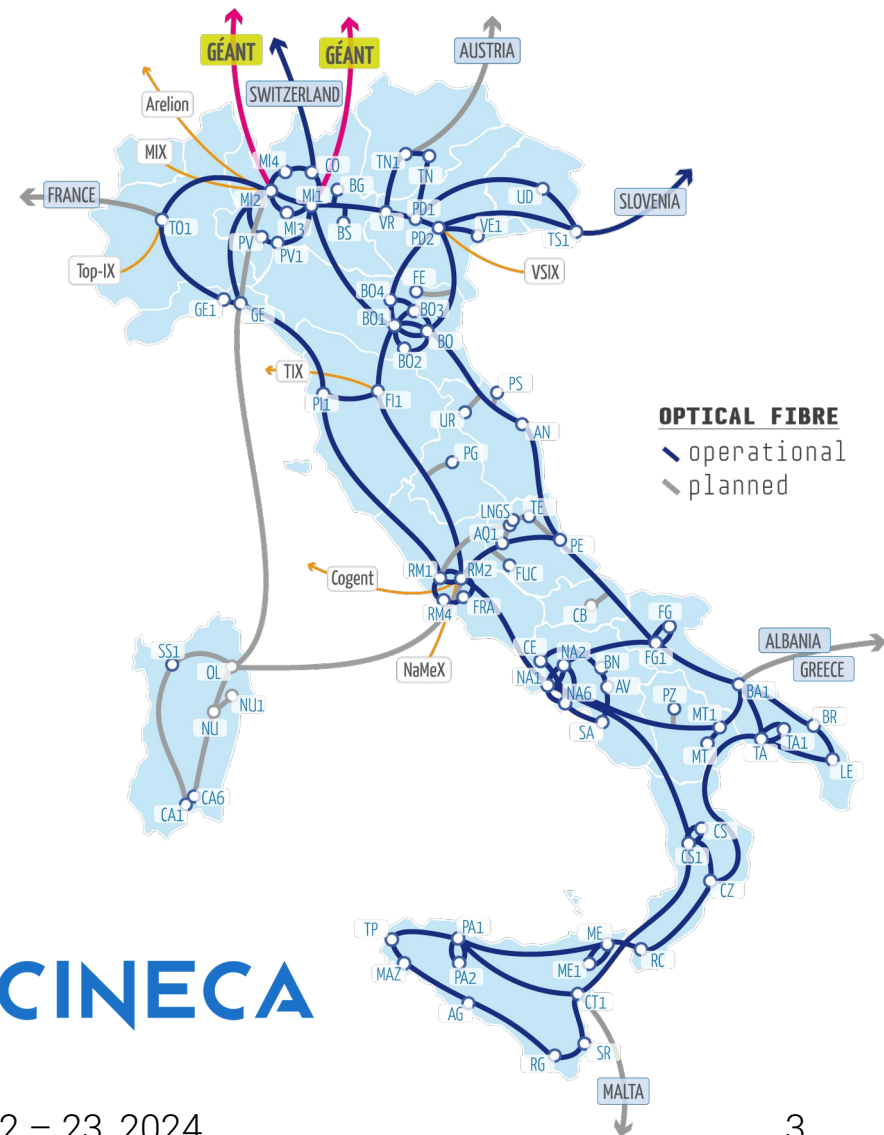 GÉANT
GÉANT
AUSTRIA
SWITZERLAND
Arelion
MIX
MI4
CO
TN1
TN
BG
FRANCE
MI2
MI1
UD
SLOVENIA
TO1
MI3
BS
VR
PD1
VE1
TS1
PV
PV1
PD2
Top-IX
VSIX
FE
GE1
GE
BO4
BO3
BO1
BO
BO2
TIX
PS
PI1
FI1
UR
AN
OPTICAL FIBRE
operational
planned
PG
LNGS
TE
AQ1
PE
RM1
RM2
FUC
Cogent
RM4
FRA
CB
FG
NaMeX
CE
NA2
BN
FG1
ALBANIA
GREECE
SS1
OL
NA1
NA6
AV
BA1
NU1
NU
SA
PZ
MT1
BR
MT
TA
TA1
LE
CA6
CA1
CS
CS1
CZ
TP
PA1
ME
MAZ
PA2
ME1
RC
CINECA
AG
CT1
RG
SR
MALTA
2 – 23, 2024
3